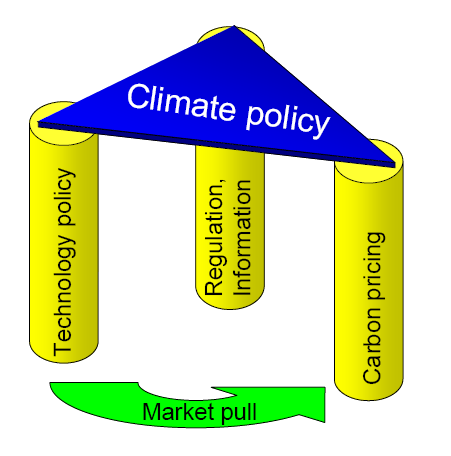 Climate policy
Technology policy
Regulation,
Information
Carbon pricing
Market pull